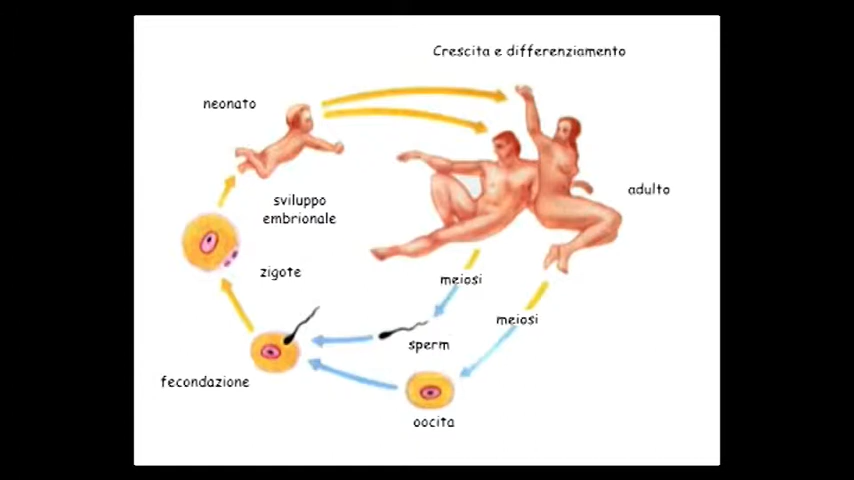 Crescita e differenziamento
neonato
adulto
sviluppo
embrionale
zigote
meiosi
meiosi
sperm
fecondazione
oocita